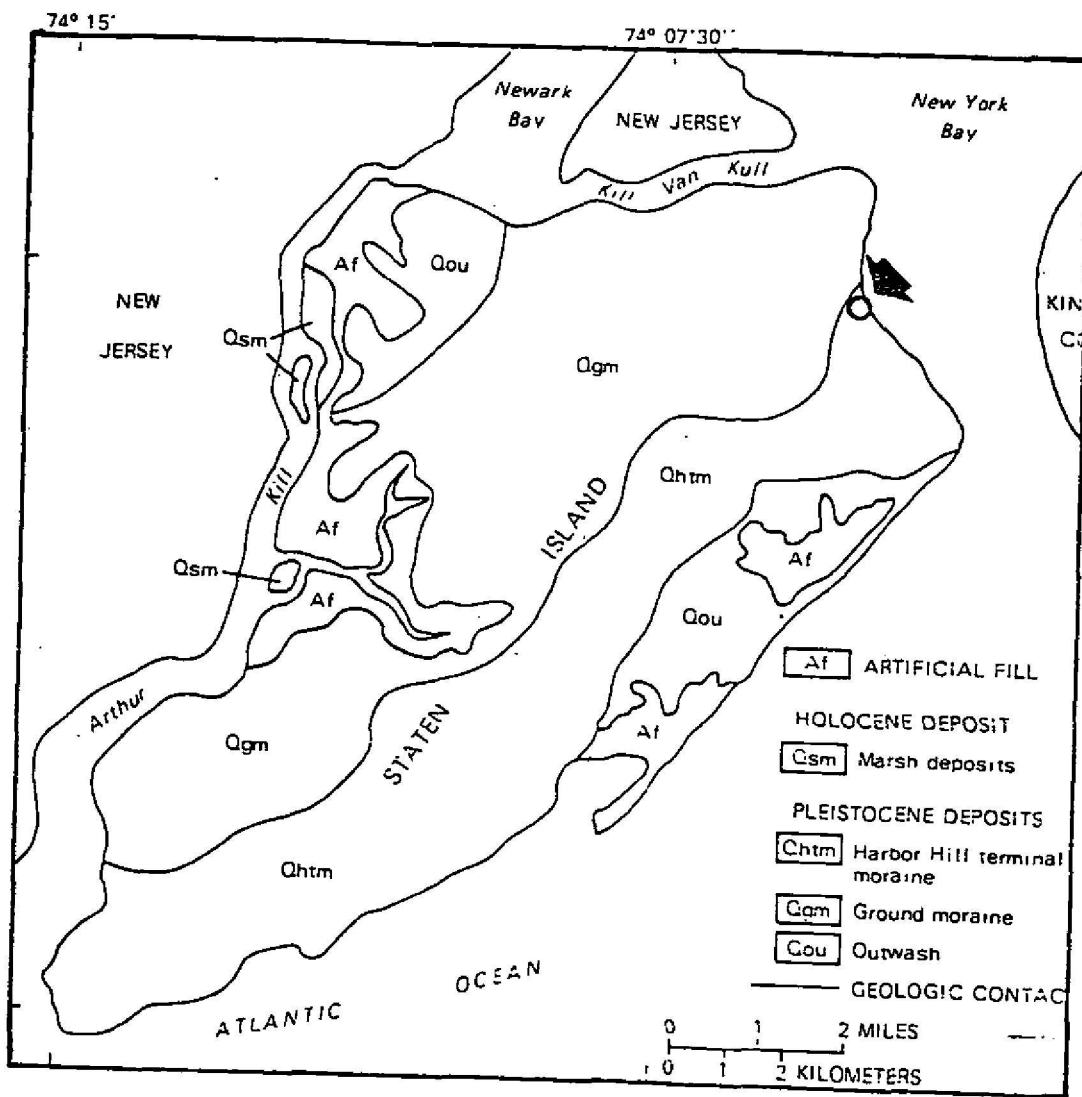 74° 15'
74° 07'30''
Newark
Bay
NEW JERSEY
New York
Bay
Kill Van Kull
NEW
JERSEY
Af
Qou
Qsm
Qgm
KIN
CO
Kill
Af
Qsm
Af
ISLAND
Qhtm
Af
Qou
Arthur
Qgm
STATEN
Af
Qhtm
ATLANTIC OCEAN
Af ARTIFICIAL FILL
HOLOCENE DEPOSIT
Qsm Marsh deposits
PLEISTOCENE DEPOSITS
Qhtm Harbor Hill terminal
moraine
Qgm Ground moraine
Qou Outwash
GEOLOGIC CONTAC
0 1 2 MILES
0 1 2 KILOMETERS